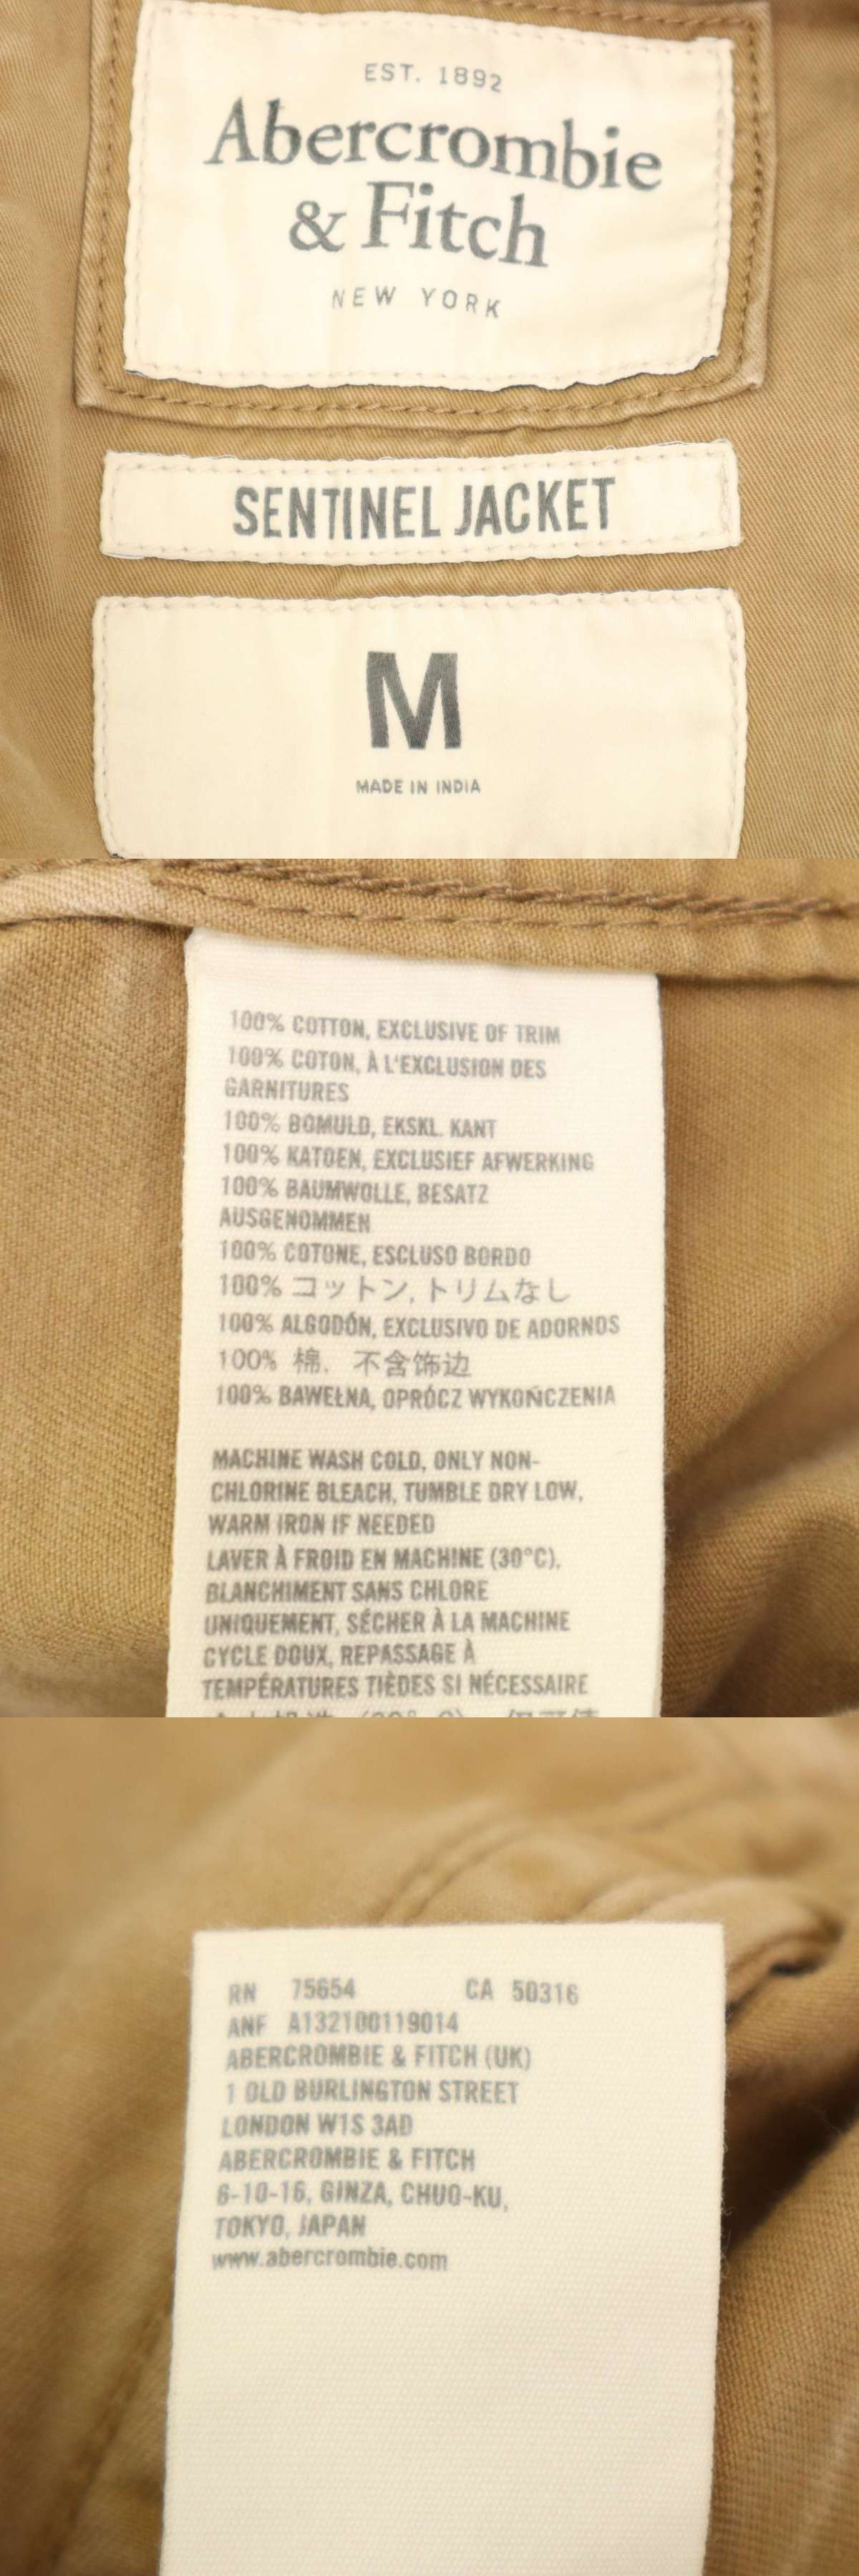 EST. 1892
Abercrombie
& Fitch
NEW YORK
SENTINEL JACKET
M
MADE IN INDIA
100% COTTON, EXCLUSIVE OF TRIM
100% COTON, À L'EXCLUSION DES
GARNITURES
100% BOMULD, EKSKL. KANT
100% KATOEN, EXCLUSIEF AFWERKING
100% BAUMWOLLE, BESATZ
AUSGENOMMEN
100% COTONE, ESCLUSO BORDO
100% コットン, トリムなし
100% ALGODÓN, EXCLUSIVO DE ADORNOS
100% 棉, 不含饰边
100% BAWEŁNA, OPRÓCZ WYKOŃCZENIA
MACHINE WASH COLD, ONLY NON-
CHLORINE BLEACH, TUMBLE DRY LOW,
WARM IRON IF NEEDED
LAVER À FROID EN MACHINE (30°C),
BLANCHIMENT SANS CHLORE
UNIQUEMENT, SÉCHER À LA MACHINE
CYCLE DOUX, REPASSAGE À
TEMPÉRATURES TIÈDES SI NÉCESSAIRE
RN 75654 CA 50316
ANF A132100119014
ABERCROMBIE & FITCH (UK)
1 OLD BURLINGTON STREET
LONDON W1S 3AD
ABERCROMBIE & FITCH
6-10-16, GINZA, CHUO-KU,
TOKYO, JAPAN
www.abercrombie.com